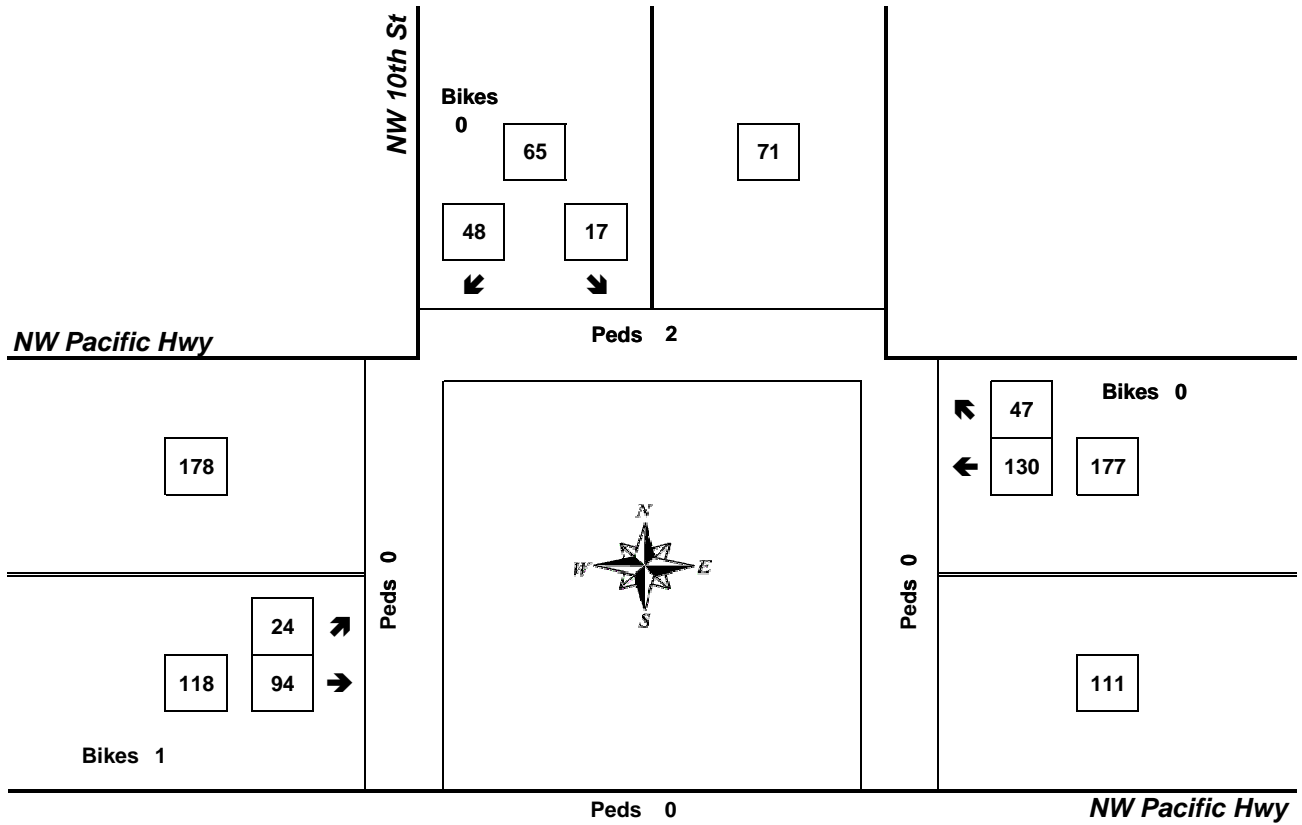 NW 10th St
Bikes
0
65
71
48
17
Peds 2
NW Pacific Hwy
47
Bikes 0
178
130
177
N
W
E
S
Peds 0
Peds 0
24
118
94
111
Bikes 1
Peds 0
NW Pacific Hwy